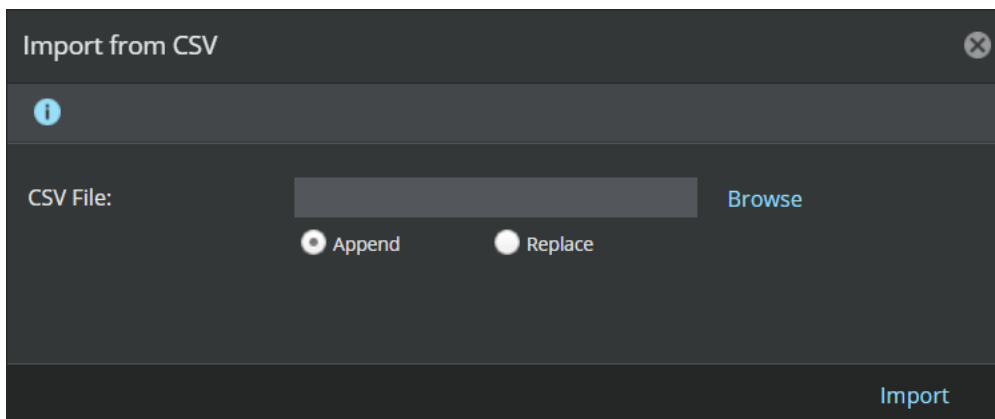 Import from CSV
CSV File:
Browse
Append
Replace
Import